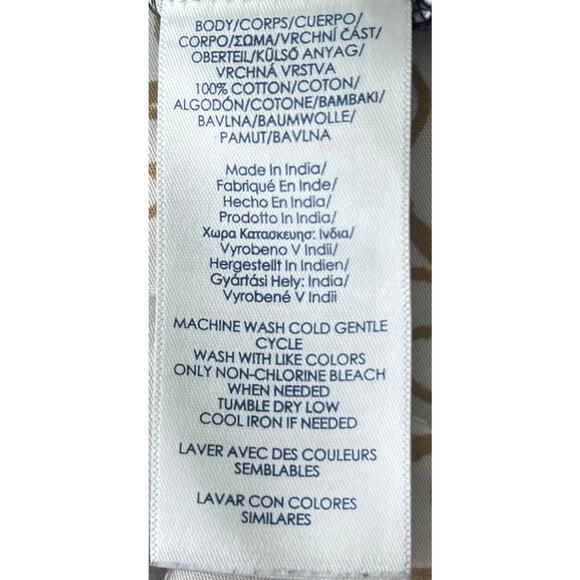 BODY/CORPS/CUERPO/
CORPO/ΣΩΜΑ/VRCHNÍ ČÁST/
OBERTEIL/KÜLSŐ ANYAG/
VRCHNÁ VRSTVA
100% COTTON/COTON/
ALGODÓN/COTONE/ΒΑΜΒΑΚΙ/
BAVLNA/BAUMWOLLE/
PAMUT/BAVLNA
Made In India/
Fabriqué En Inde/
Hecho En India/
Prodotto In India/
Χωρα Κατασκευησ: Ινδια/
Vyrobeno V Indii/
Hergestellt In Indien/
Gyártási Hely: India/
Vyrobené V Indii
MACHINE WASH COLD GENTLE
CYCLE
WASH WITH LIKE COLORS
ONLY NON-CHLORINE BLEACH
WHEN NEEDED
TUMBLE DRY LOW
COOL IRON IF NEEDED
LAVER AVEC DES COULEURS
SEMBLABLES
LAVAR CON COLORES
SIMILARES